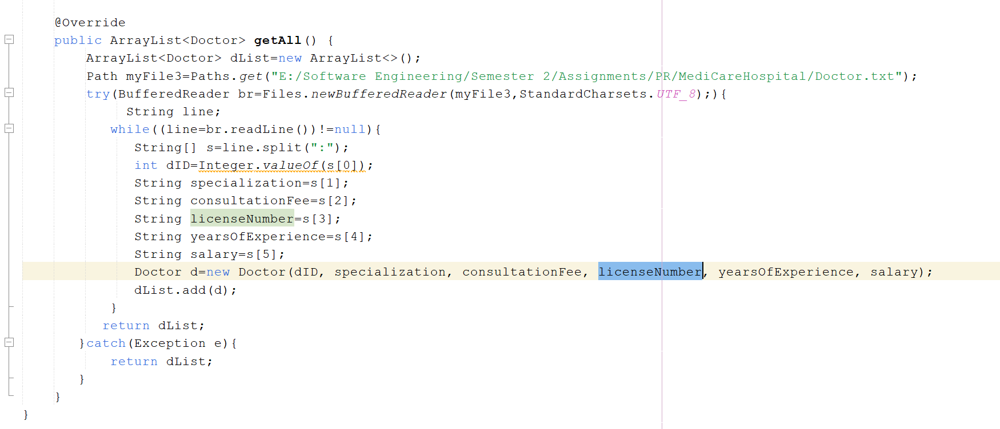 @Override
public ArrayList<Doctor> getAll() {
ArrayList<Doctor> dList=new ArrayList<>();
Path myFile3=Paths.get("E:/Software Engineering/Semester 2/Assignments/PR/MediCareHospital/Doctor.txt");
try(BufferedReader br=Files.newBufferedReader(myFile3,StandardCharsets.UTF_8);){
String line;
while((line=br.readLine())!=null){
String[] s=line.split(":");
int dID=Integer.valueOf(s[0]);
String specialization=s[1];
String consultationFee=s[2];
String licenseNumber=s[3];
String yearsOfExperience=s[4];
String salary=s[5];
Doctor d=new Doctor(dID, specialization, consultationFee, licenseNumber, yearsOfExperience, salary);
dList.add(d);
}
return dList;
}catch(Exception e){
return dList;
}
}
}